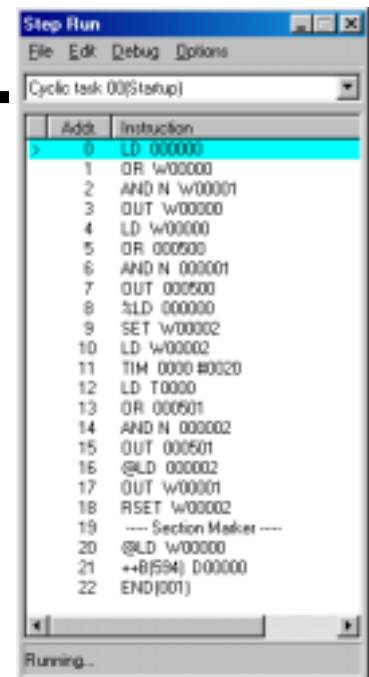 Step Run
File Edit Debug Options
Cyclic task 00(Startup)
Addr. Instruction
> 0 LD 000000
1 OR W00000
2 AND N W00001
3 OUT W00000
4 LD W00000
5 OR 000500
6 AND N 000001
7 OUT 000500
8 %LD 000000
9 SET W00002
10 LD W00002
11 TIM 0000 #0020
12 LD T0000
13 OR 000501
14 AND N 000002
15 OUT 000501
16 @LD 000002
17 OUT W00001
18 RSET W00002
19 ---- Section Marker ----
20 @LD W00000
21 ++B(594) D00000
22 END(001)
Running...